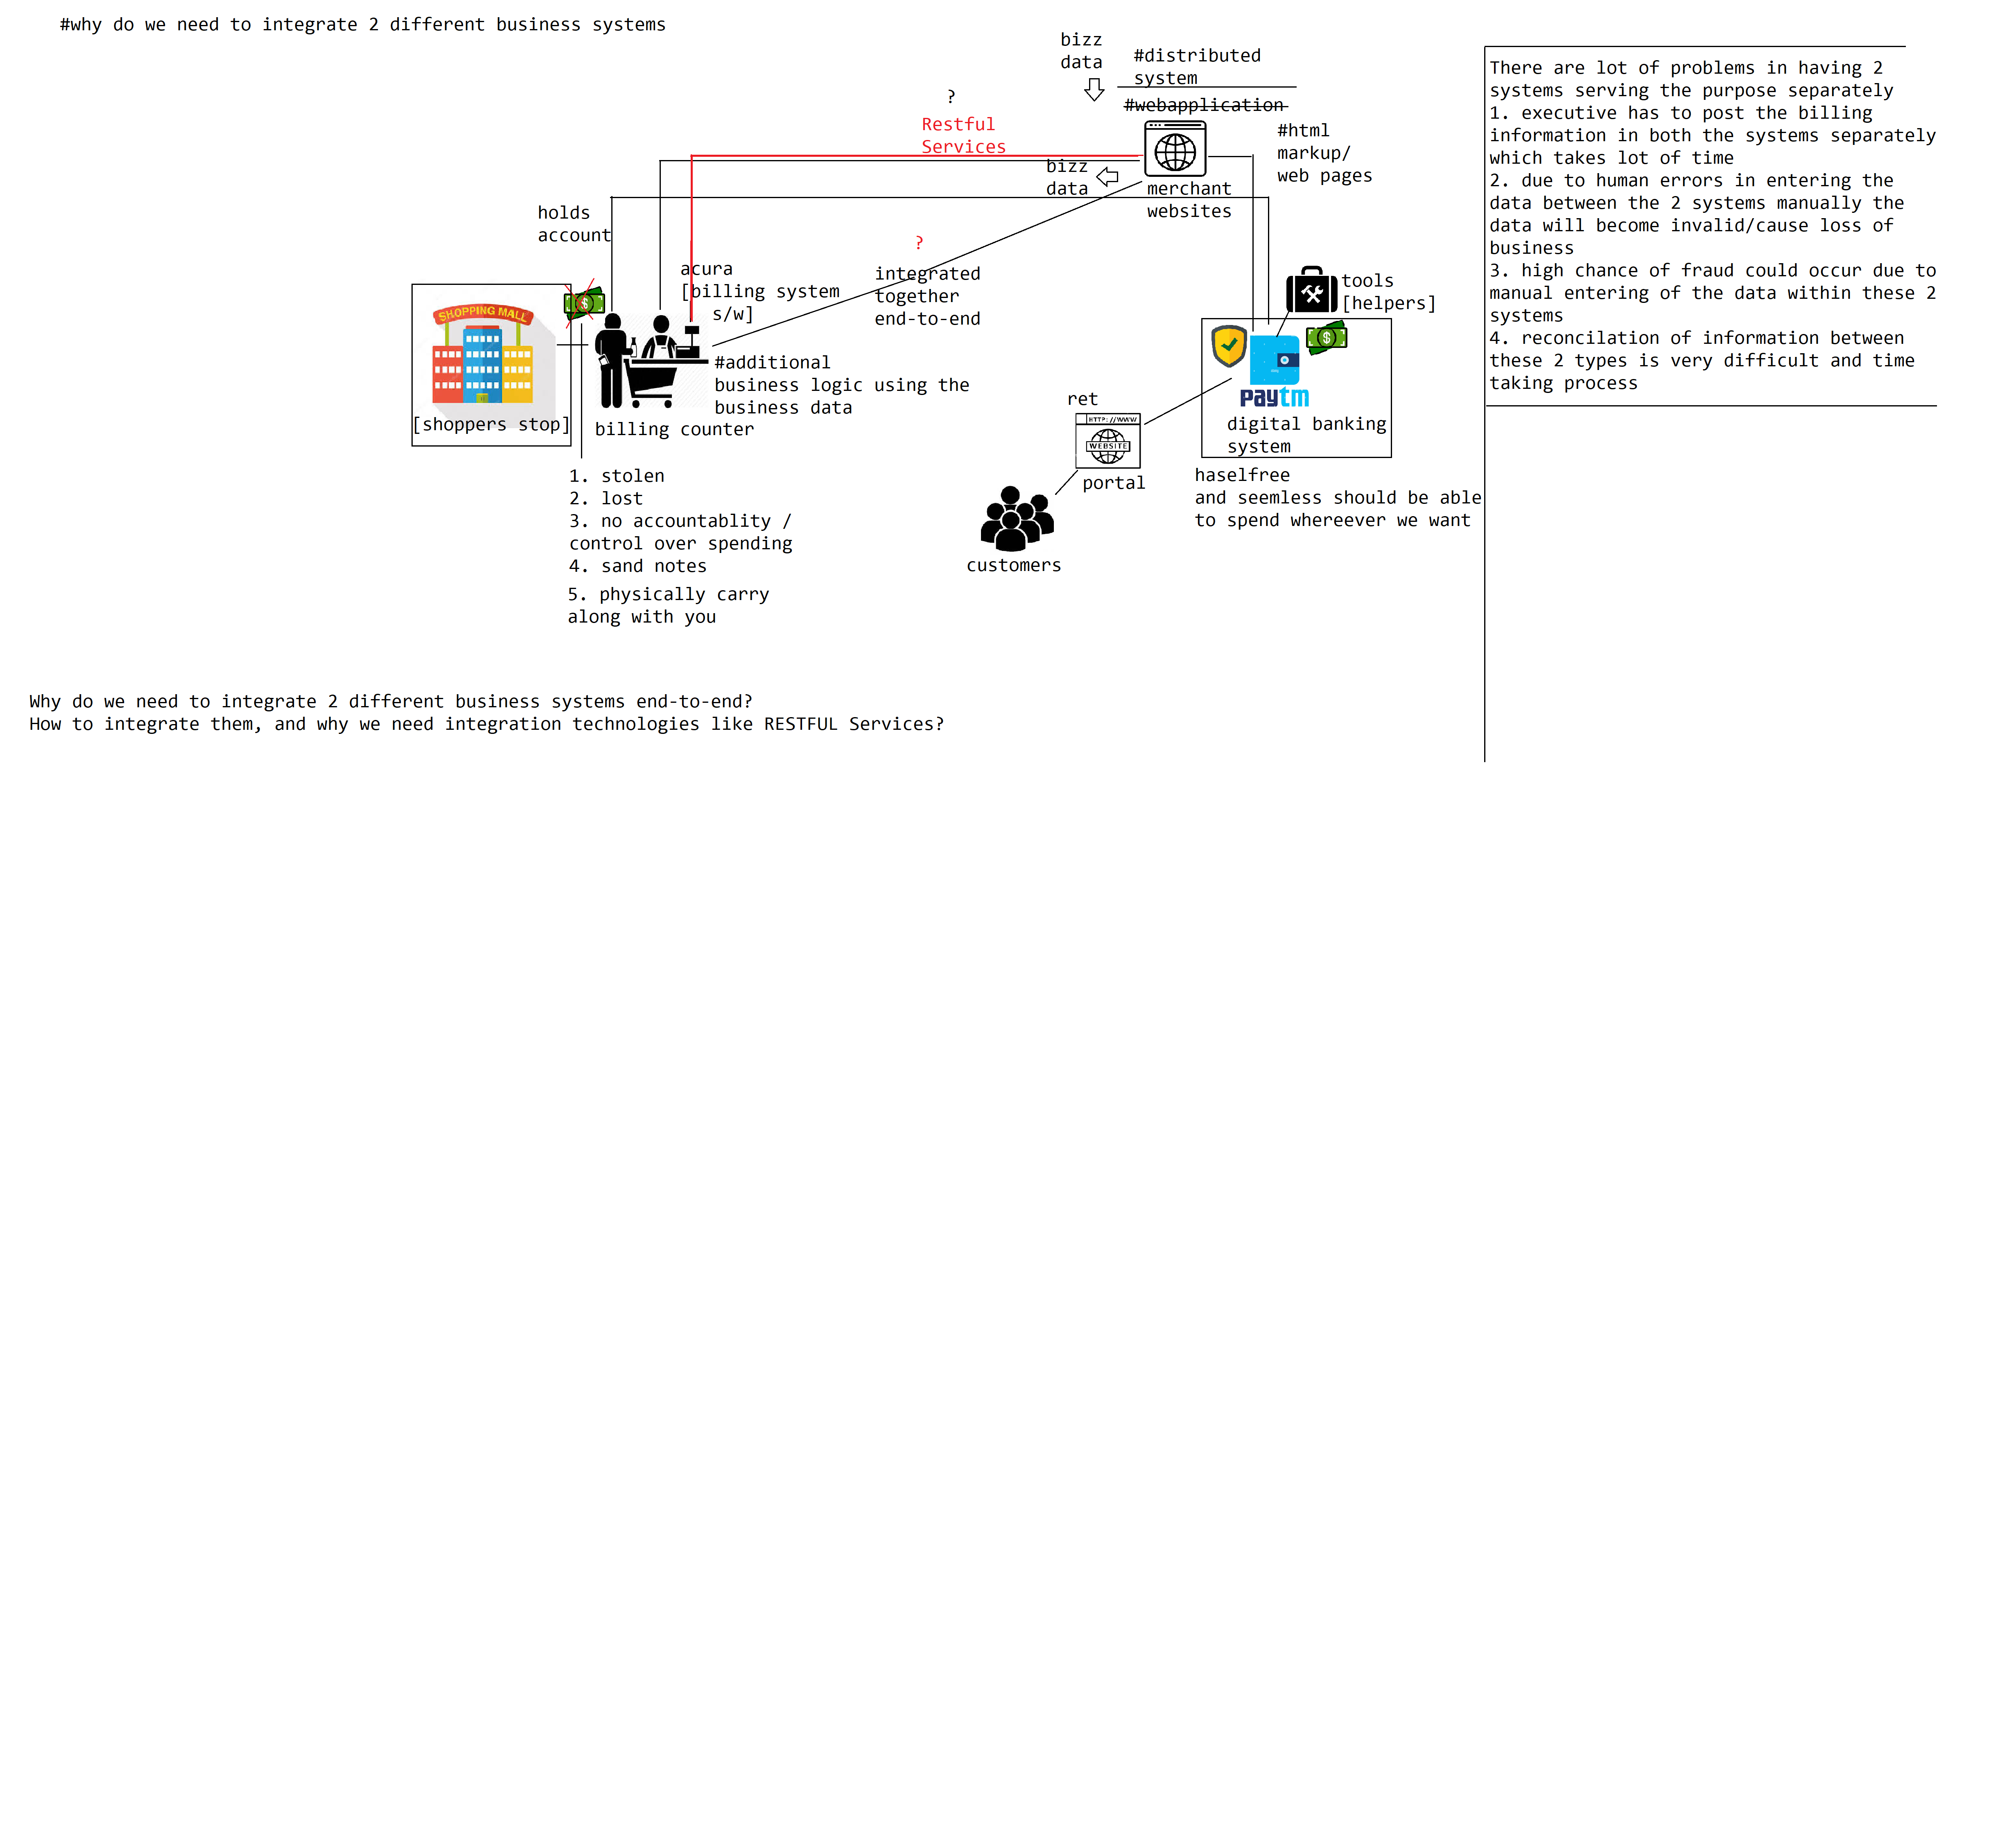 #why do we need to integrate 2 different business systems
bizz
data
#distributed
system
#webapplication
?
Restful
Services
#html
markup/
web pages
bizz
data
merchant
websites
holds
account
?
acura
[billing system
s/w]
integrated
together
end-to-end
tools
[helpers]
SHOPPING MALL
[shoppers stop]
#additional
business logic using the
business data
billing counter
paytm
digital banking
system
ret
HTTP://WWW
WEBSITE
portal
customers
haselfree
and seemless should be able
to spend whereever we want
1. stolen
2. lost
3. no accountablity /
control over spending
4. sand notes
5. physically carry
along with you
There are lot of problems in having 2
systems serving the purpose separately
1. executive has to post the billing
information in both the systems separately
which takes lot of time
2. due to human errors in entering the
data between the 2 systems manually the
data will become invalid/cause loss of
business
3. high chance of fraud could occur due to
manual entering of the data within these 2
systems
4. reconcilation of information between
these 2 types is very difficult and time
taking process
Why do we need to integrate 2 different business systems end-to-end?
How to integrate them, and why we need integration technologies like RESTFUL Services?